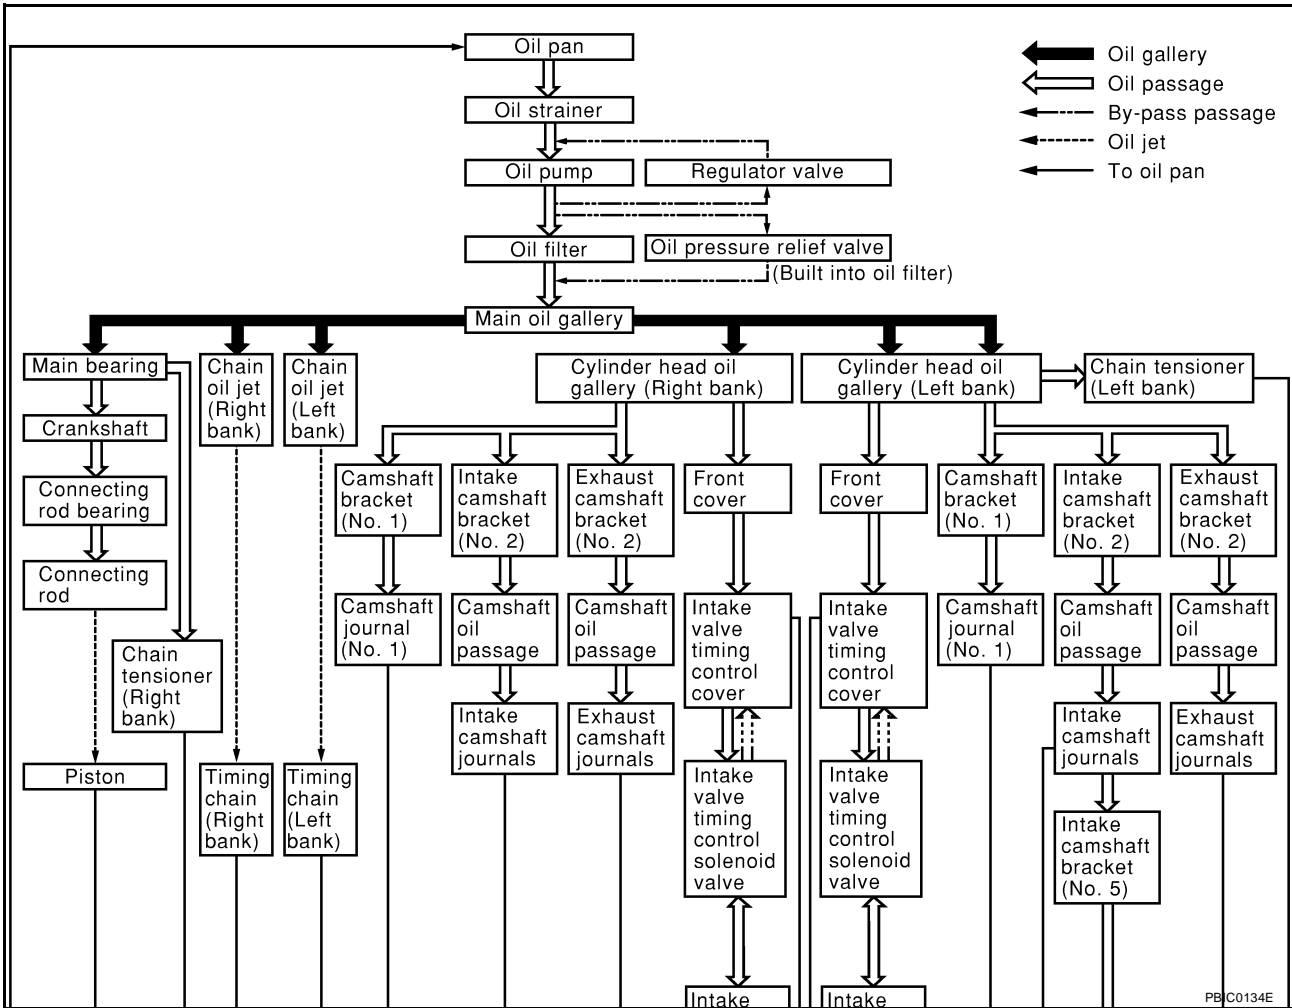 Oil pan
Oil strainer
Oil pump
Regulator valve
Oil filter
Oil pressure relief valve
(Built into oil filter)
Main oil gallery
Oil gallery
Oil passage
By-pass passage
Oil jet
To oil pan
Main bearing
Crankshaft
Connecting
rod bearing
Connecting
rod
Piston
Chain
tensioner
(Right
bank)
Chain
oil jet
(Right
bank)
Timing
chain
(Right
bank)
Chain
oil jet
(Left
bank)
Timing
chain
(Left
bank)
Cylinder head oil
gallery (Right bank)
Camshaft
bracket
(No. 1)
Camshaft
journal
(No. 1)
Intake
camshaft
bracket
(No. 2)
Camshaft
oil
passage
Intake
camshaft
journals
Exhaust
camshaft
bracket
(No. 2)
Camshaft
oil
passage
Exhaust
camshaft
journals
Front
cover
Intake
valve
timing
control
cover
Intake
valve
timing
control
solenoid
valve
Intake
Cylinder head oil
gallery (Left bank)
Chain tensioner
(Left bank)
Front
cover
Intake
valve
timing
control
cover
Intake
valve
timing
control
solenoid
valve
Intake
Camshaft
bracket
(No. 1)
Camshaft
journal
(No. 1)
Intake
camshaft
bracket
(No. 2)
Camshaft
oil
passage
Intake
camshaft
journals
Intake
camshaft
bracket
(No. 5)
Exhaust
camshaft
bracket
(No. 2)
Camshaft
oil
passage
Exhaust
camshaft
journals
PBIC0134E